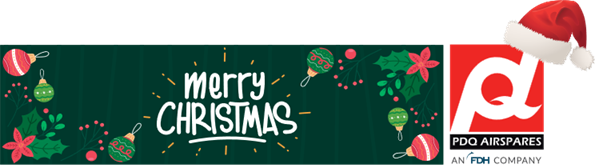 merry
CHRISTMAS
PDQ AIRSPARES
AN FDH COMPANY